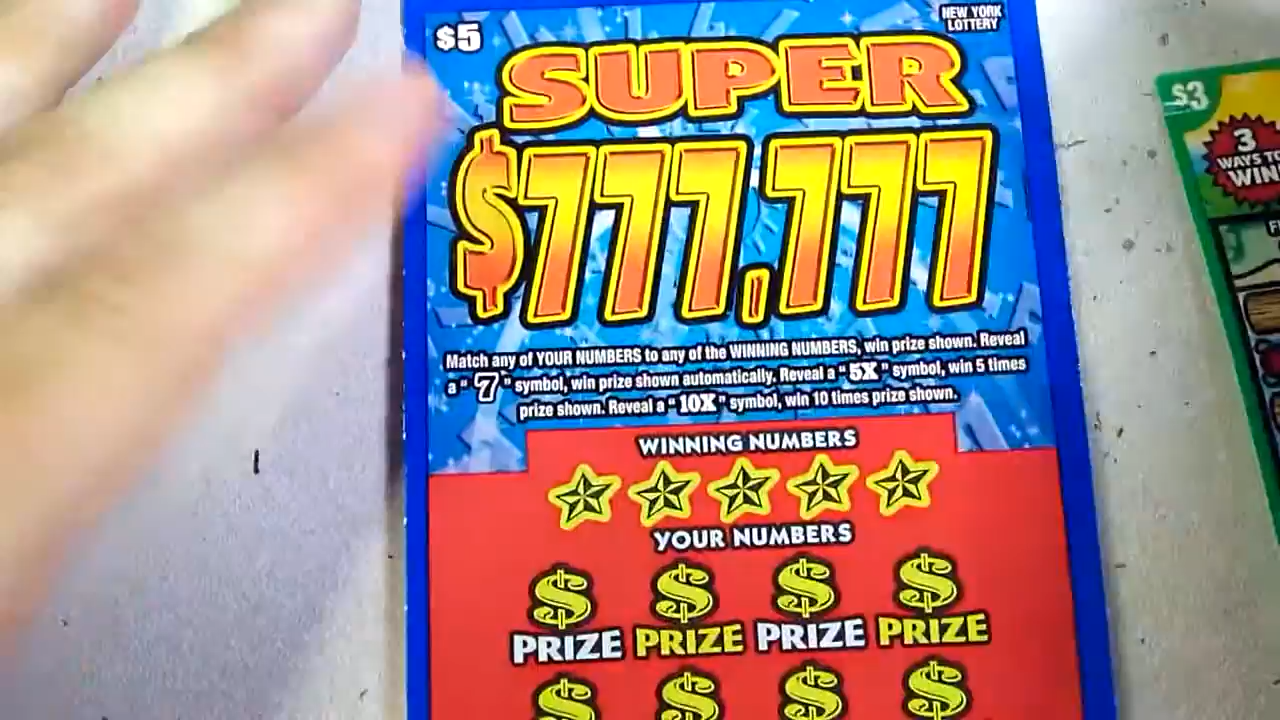 $5
NEW YORK
LOTTERY
SUPER
$777,777
Match any of YOUR NUMBERS to any of the WINNING NUMBERS, win prize shown. Reveal
a "7" symbol, win prize shown automatically. Reveal a "5X" symbol, win 5 times
prize shown. Reveal a "10X" symbol, win 10 times prize shown.
WINNING NUMBERS
YOUR NUMBERS
$ $ $ $
PRIZE PRIZE PRIZE PRIZE
$ $ $ $
$3
3
WAYS TO
WIN